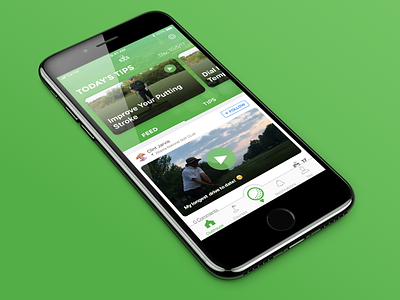 TODAY'S TIPS
Improve Your Putting
Stroke
Dial
FEED
TIPS
Clint Jarvis
+ FOLLOW
My longest drive to date!
17
0 Comments